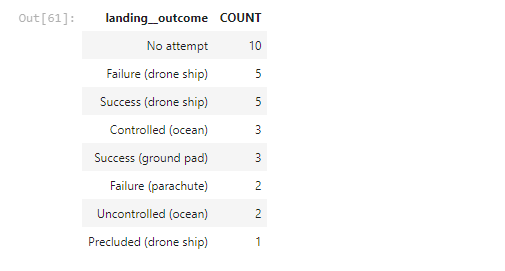 Out[61]: landing__outcome COUNT
No attempt 10
Failure (drone ship) 5
Success (drone ship) 5
Controlled (ocean) 3
Success (ground pad) 3
Failure (parachute) 2
Uncontrolled (ocean) 2
Precluded (drone ship) 1